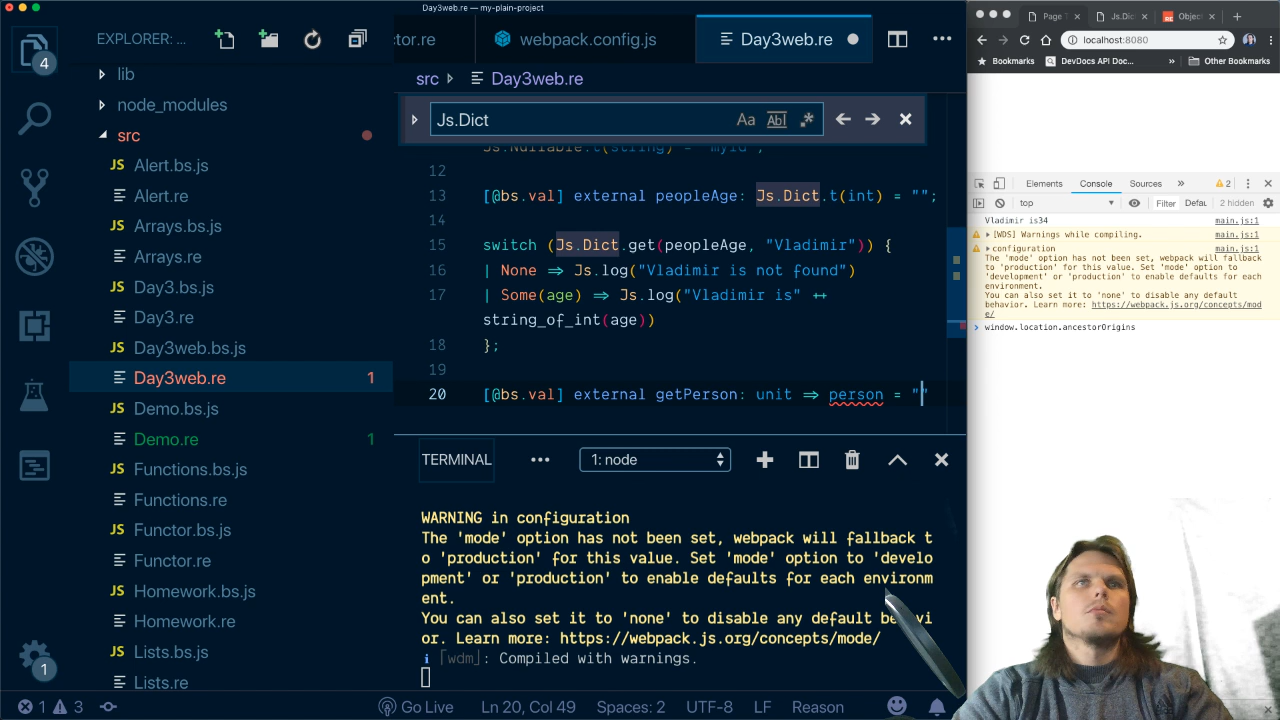 Day3web.re — my-plain-project
EXPLORER: ...
4
lib
node_modules
src
Alert.bs.js
Alert.re
Arrays.bs.js
Arrays.re
Day3.bs.js
Day3.re
Day3web.bs.js
Day3web.re 1
Demo.bs.js
Demo.re 1
Functions.bs.js
Functions.re
Functor.bs.js
Functor.re
Homework.bs.js
Homework.re
Lists.bs.js
Lists.re
1
ctor.re
webpack.config.js
Day3web.re
src
Day3web.re
Js.Dict
Aa
Abl
.*
Js.Nullable.t(string) = "myid";
12
13 [@bs.val] external peopleAge: Js.Dict.t(int) = "";
14
15 switch (Js.Dict.get(peopleAge, "Vladimir")) {
16 | None => Js.log("Vladimir is not found")
17 | Some(age) => Js.log("Vladimir is" ++
string_of_int(age))
18 };
19
20 [@bs.val] external getPerson: unit => person = ""
TERMINAL
1: node
WARNING in configuration
The 'mode' option has not been set, webpack will fallback t
o 'production' for this value. Set 'mode' option to 'develo
pment' or 'production' to enable defaults for each environm
ent.
You can also set it to 'none' to disable any default behavi
or. Learn more: https://webpack.js.org/concepts/mode/
i ｢wdm｣: Compiled with warnings.
1 3
Go Live
Ln 20, Col 49
Spaces: 2
UTF-8
LF
Reason
Page T
Js.Dic
RE Objec
localhost:8080
Bookmarks
DevDocs API Doc...
»
Other Bookmarks
Elements
Console
Sources
»
2
top
Filter
Defau
Vladimir is34 main.js:1
[WDS] Warnings while compiling. main.js:1
configuration main.js:1
The 'mode' option has not been set, webpack will fallback
to 'production' for this value. Set 'mode' option to
'development' or 'production' to enable defaults for each
environment.
You can also set it to 'none' to disable any default
behavior. Learn more: https://webpack.js.org/concepts/mod
e/
window.location.ancestorOrigins